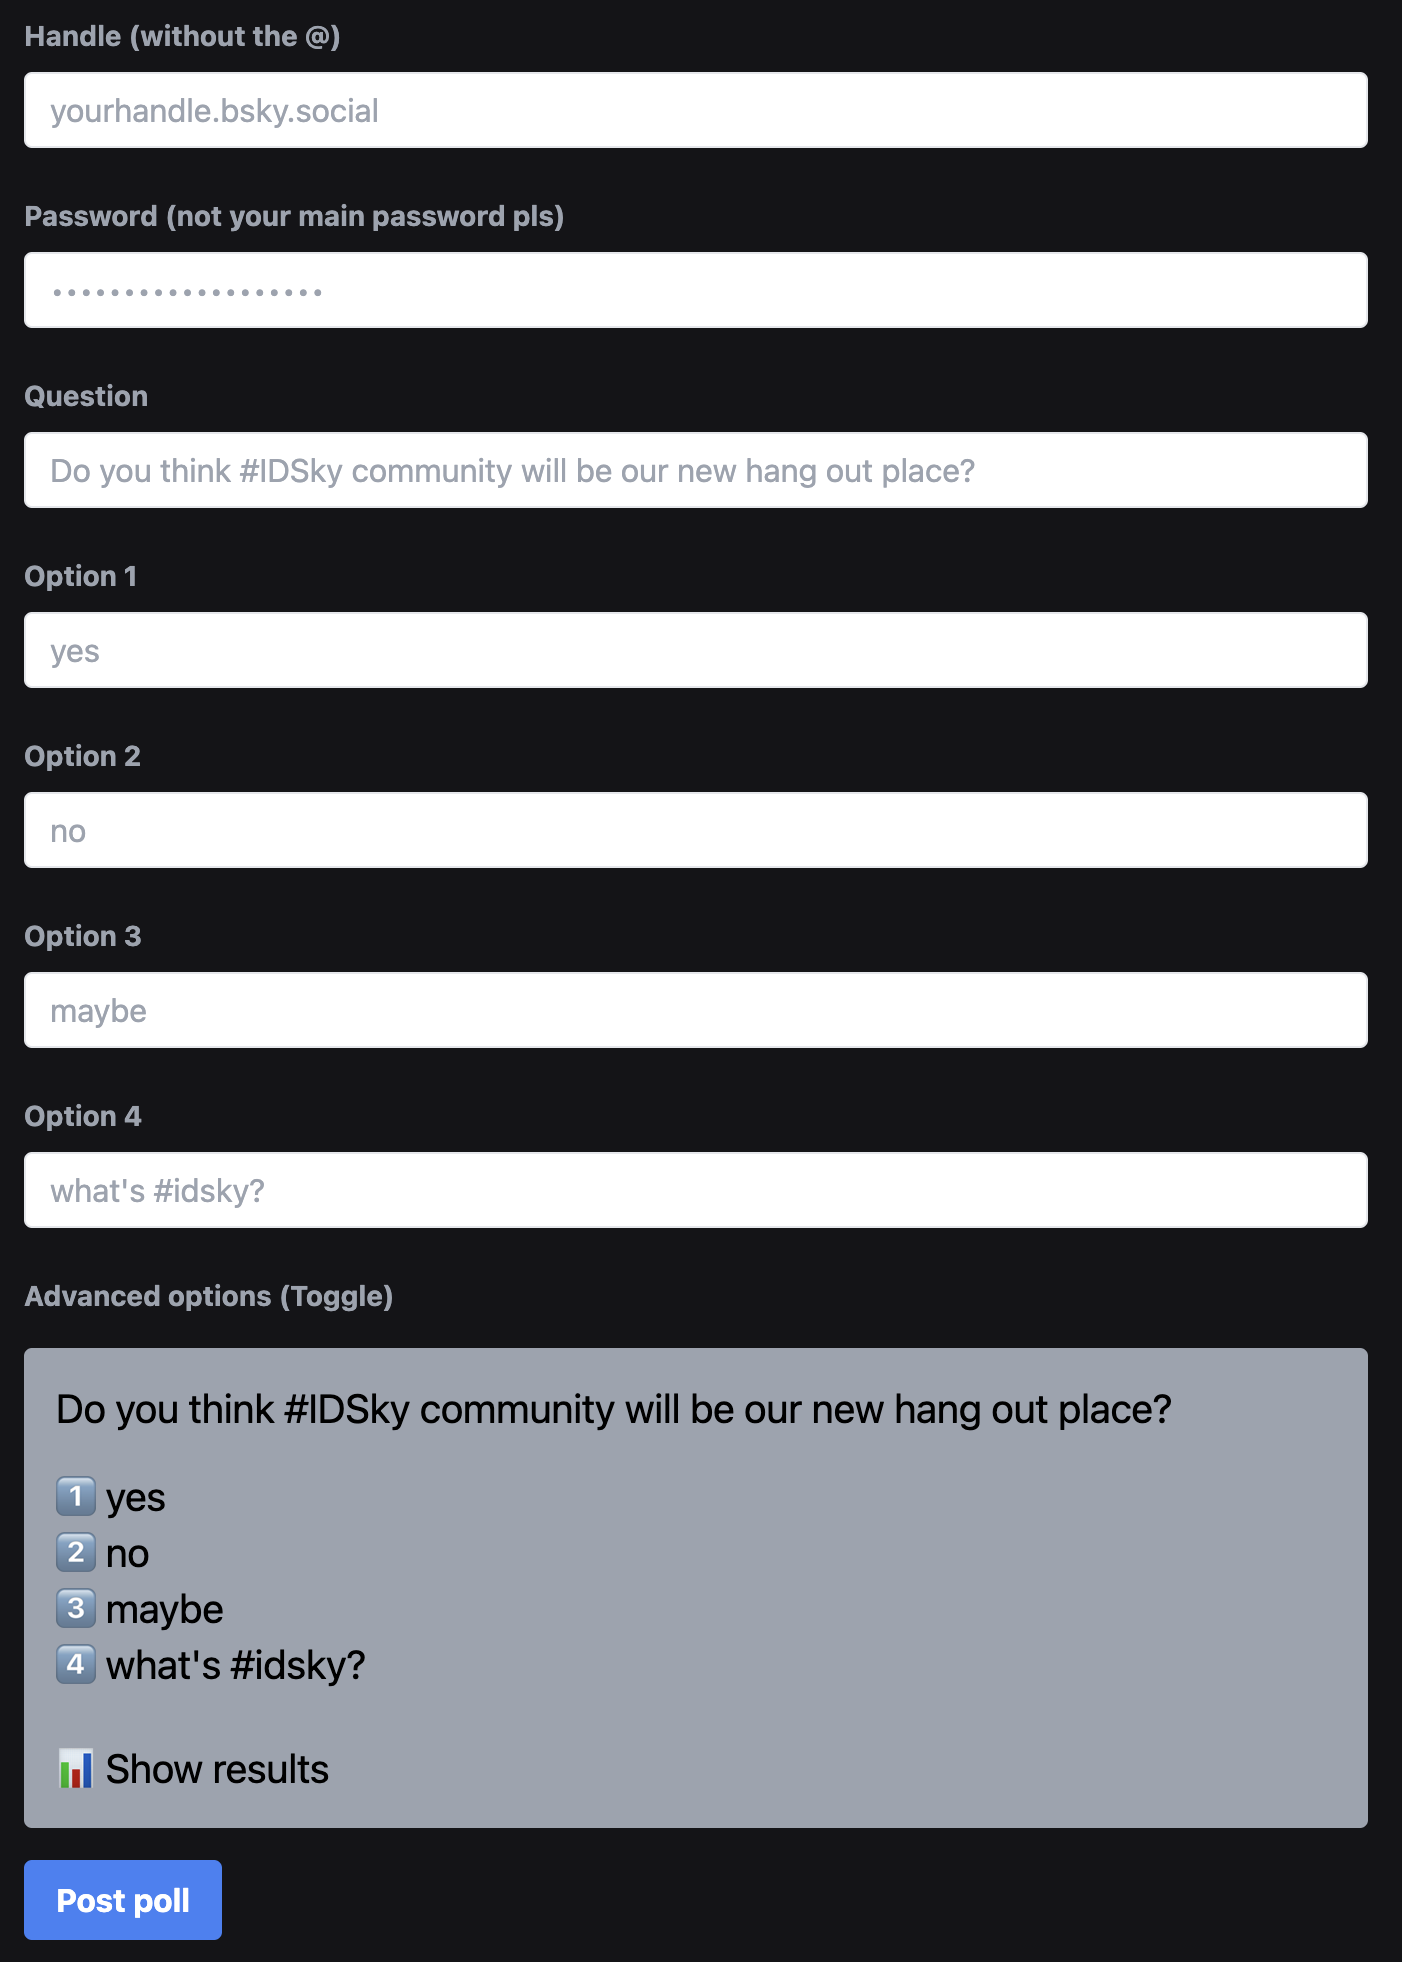 Handle (without the @)
yourhandle.bsky.social
Password (not your main password pls)
•••••••••••••••••••
Question
Do you think #IDSky community will be our new hang out place?
Option 1
yes
Option 2
no
Option 3
maybe
Option 4
what's #idsky?
Advanced options (Toggle)
Do you think #IDSky community will be our new hang out place?
1️⃣ yes
2️⃣ no
3️⃣ maybe
4️⃣ what's #idsky?
📊 Show results
Post poll